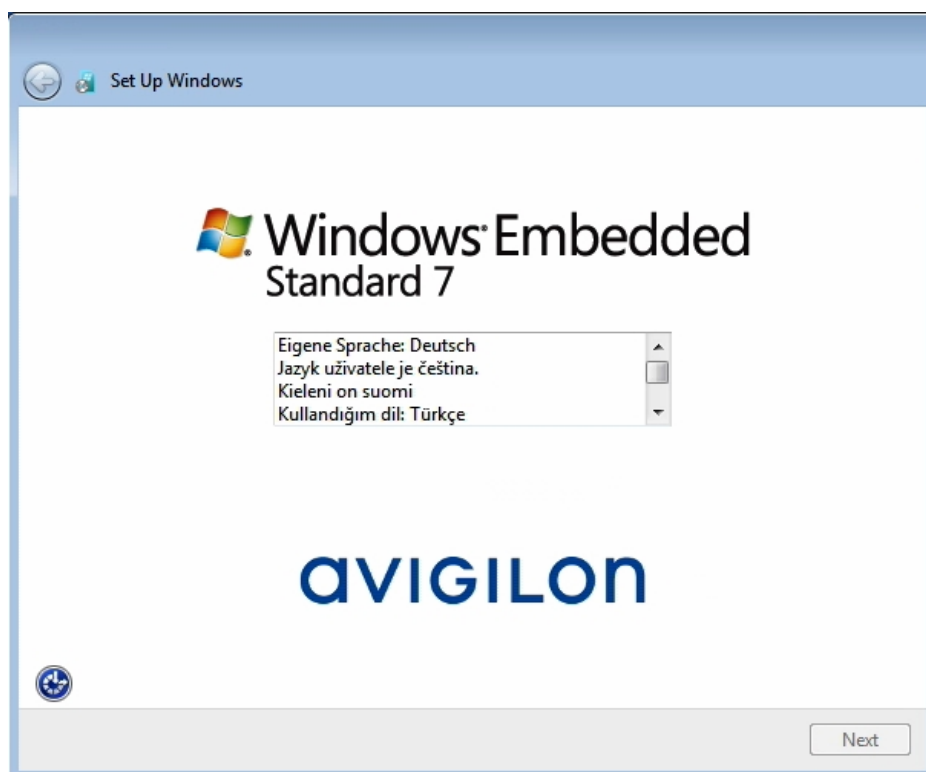 Set Up Windows
Windows® Embedded
Standard 7
Eigene Sprache: Deutsch
Jazyk uživatele je čeština.
Kieleni on suomi
Kullandığım dil: Türkçe
avigilon
Next